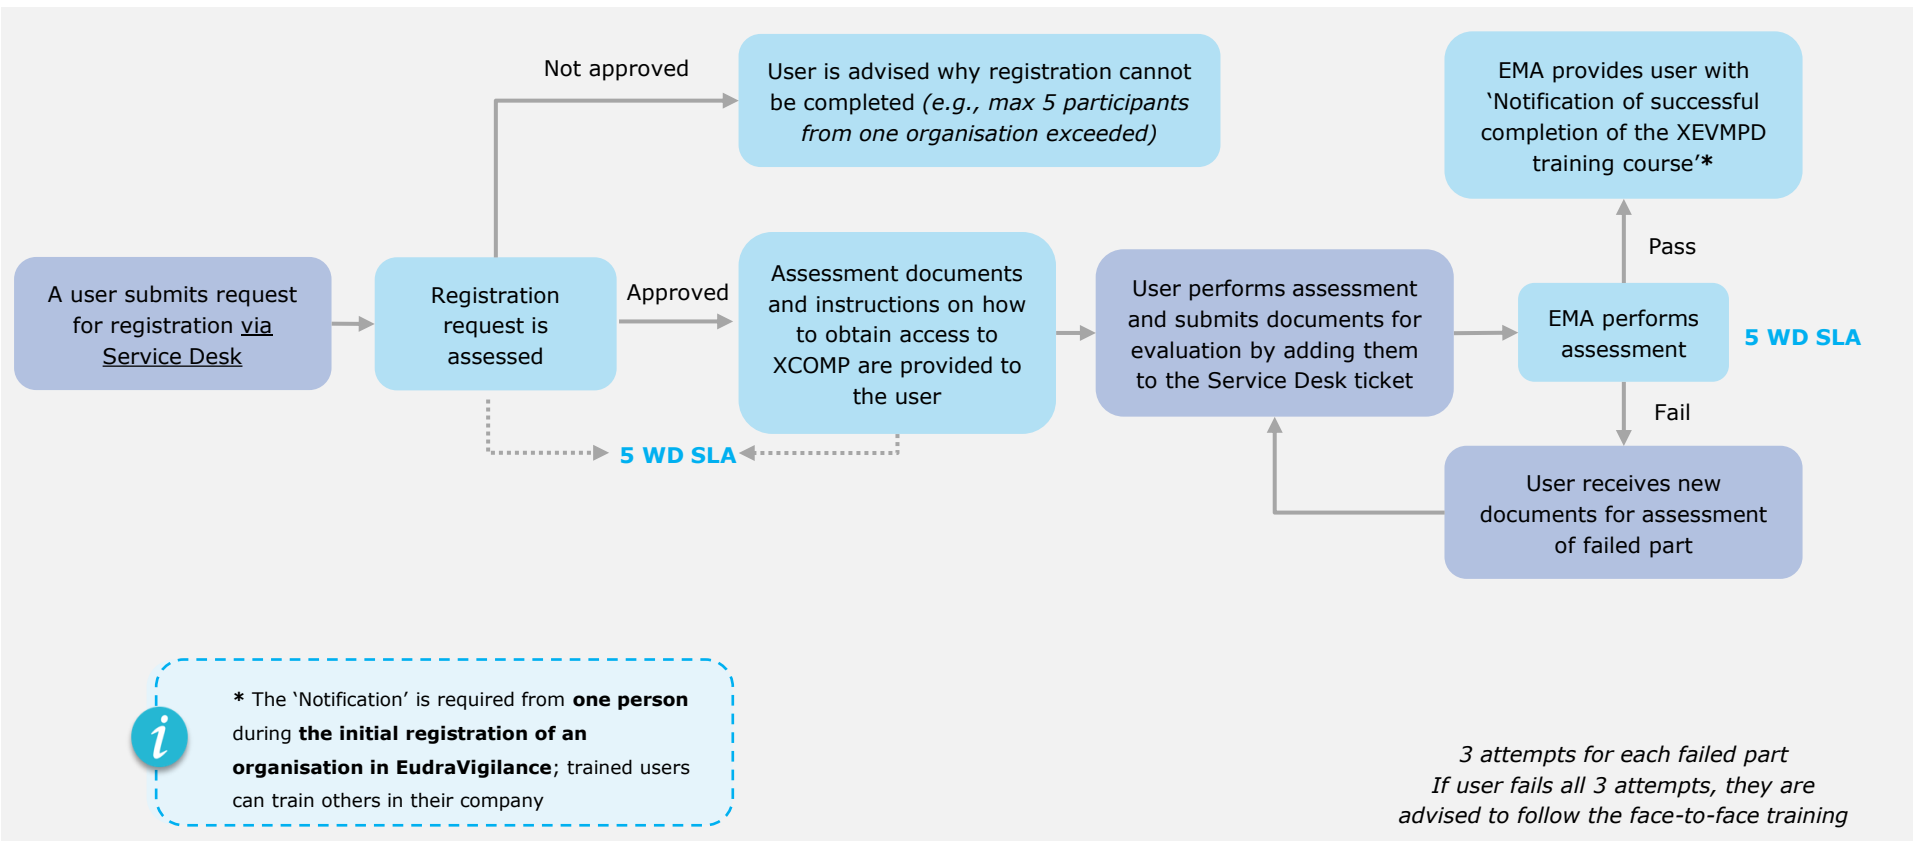 Not approved
User is advised why registration cannot
be completed (e.g., max 5 participants
from one organisation exceeded)
EMA provides user with
‘Notification of successful
completion of the XEVMPD
training course’*
Pass
A user submits request
for registration via
Service Desk
Registration
request is
assessed
Approved
Assessment documents
and instructions on how
to obtain access to
XCOMP are provided to
the user
User performs assessment
and submits documents for
evaluation by adding them
to the Service Desk ticket
EMA performs
assessment
5 WD SLA
Fail
5 WD SLA
User receives new
documents for assessment
of failed part
i
* The ‘Notification’ is required from one person
during the initial registration of an
organisation in EudraVigilance; trained users
can train others in their company
3 attempts for each failed part
If user fails all 3 attempts, they are
advised to follow the face-to-face training